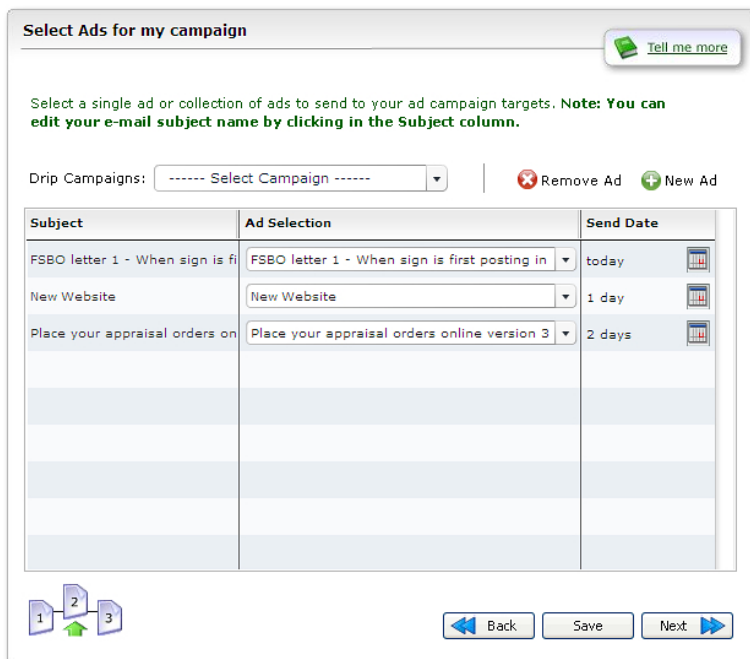 Select Ads for my campaign
Tell me more
Select a single ad or collection of ads to send to your ad campaign targets. Note: You can
edit your e-mail subject name by clicking in the Subject column.
Drip Campaigns: ------ Select Campaign ------ Remove Ad New Ad
Subject Ad Selection Send Date
FSBO letter 1 - When sign is fi FSBO letter 1 - When sign is first posting in today
New Website New Website 1 day
Place your appraisal orders on Place your appraisal orders online version 3 2 days
1 2 3
Back Save Next